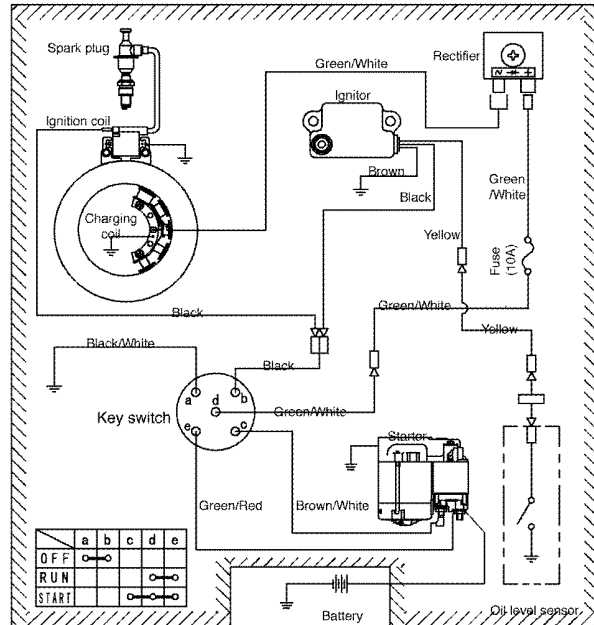 Spark plug
Rectifier
Green/White
Ignitor
Ignition coil
Brown
Black
Green
/White
Charging
coil
Yellow
Fuse
(10A)
Green/White
Black
Yellow
Black/White
Black
a
b
d
Key switch
Green/White
e
c
Startor
Green/Red
Brown/White
a b c d e
OFF
RUN
START
Battery
Oil level sensor